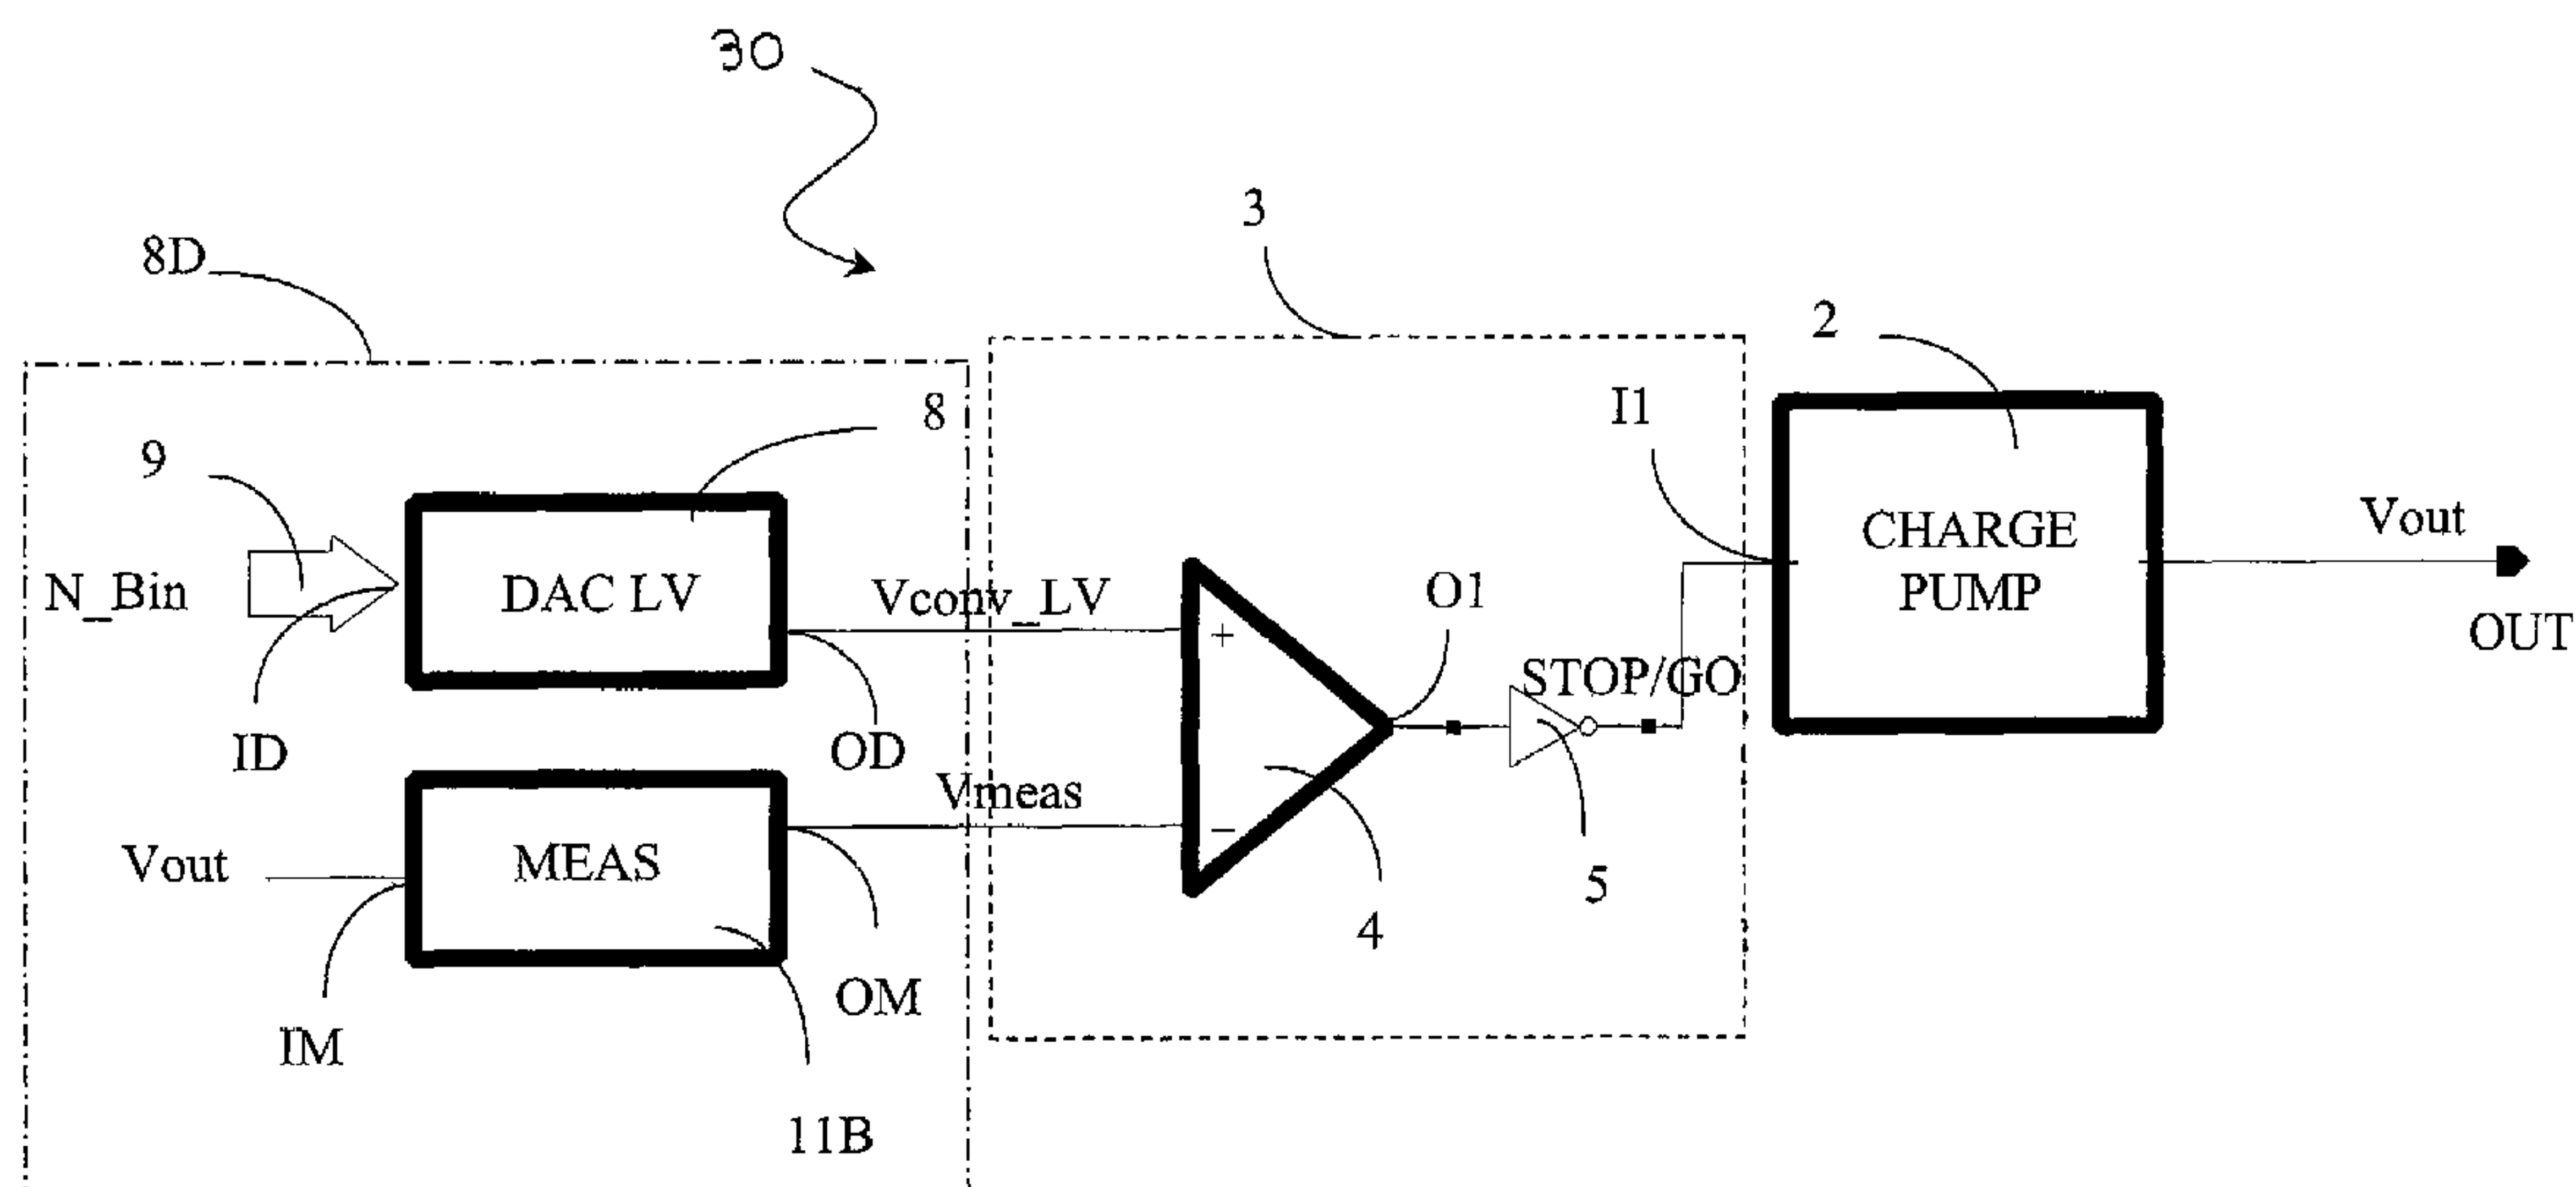 30
3
8D
2
8
I1
9
CHARGE
PUMP
Vout
N_Bin
DAC LV
Vconv_LV
+
O1
OUT
STOP/GO
ID
OD
Vmeas
−
Vout
MEAS
5
4
OM
IM
11B